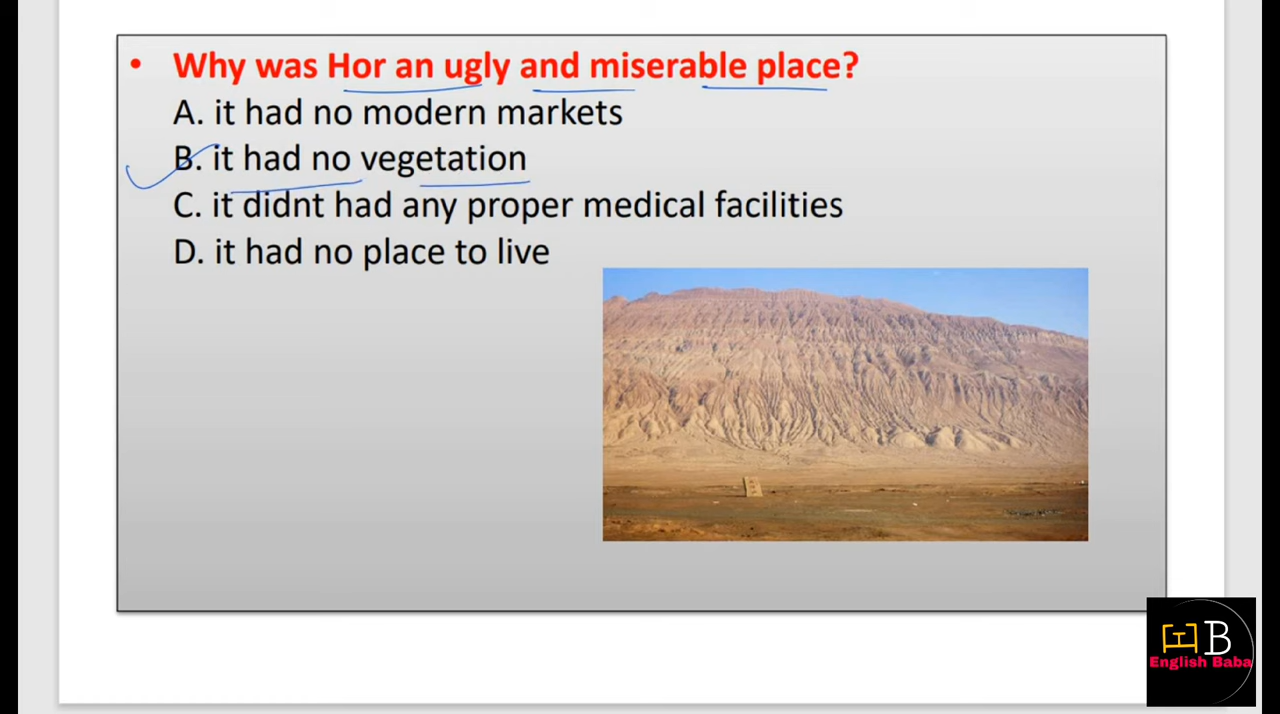 • Why was Hor an ugly and miserable place?
A. it had no modern markets
B. it had no vegetation
C. it didnt had any proper medical facilities
D. it had no place to live
EB
English Baba